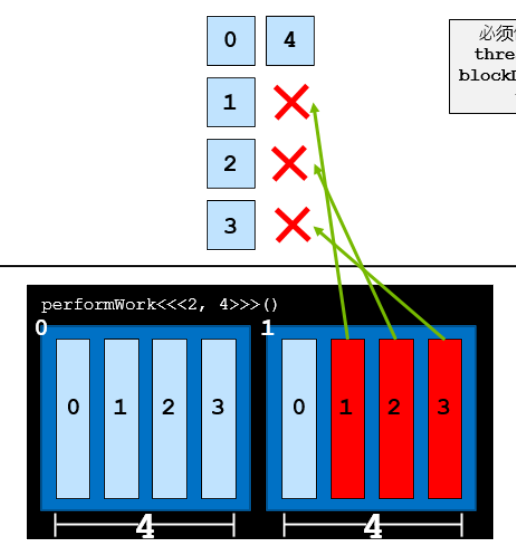 0 4
必须
threa
blockD
1
2
3
performWork<<<2, 4>>>()
0 1
0 1 2 3 0 1 2 3
4 4